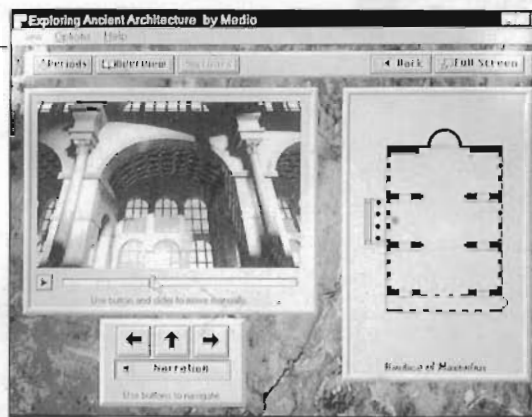 Exploring Ancient Architecture by Medio
Options Help
Periods
Back
Full Screen
Use button and slider to move manually.
Narration
Use buttons to navigate.
Basilica of Maxentius